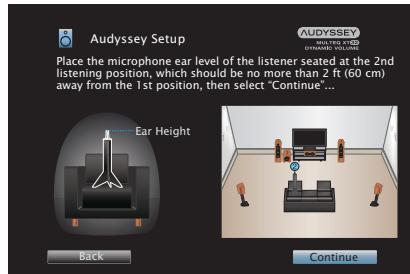 Audyssey Setup
AUDYSSEY
MULTEQ XT32
DYNAMIC VOLUME
Place the microphone ear level of the listener seated at the 2nd
listening position, which should be no more than 2 ft (60 cm)
away from the 1st position, then select “Continue”...
Ear Height
2
Back
Continue